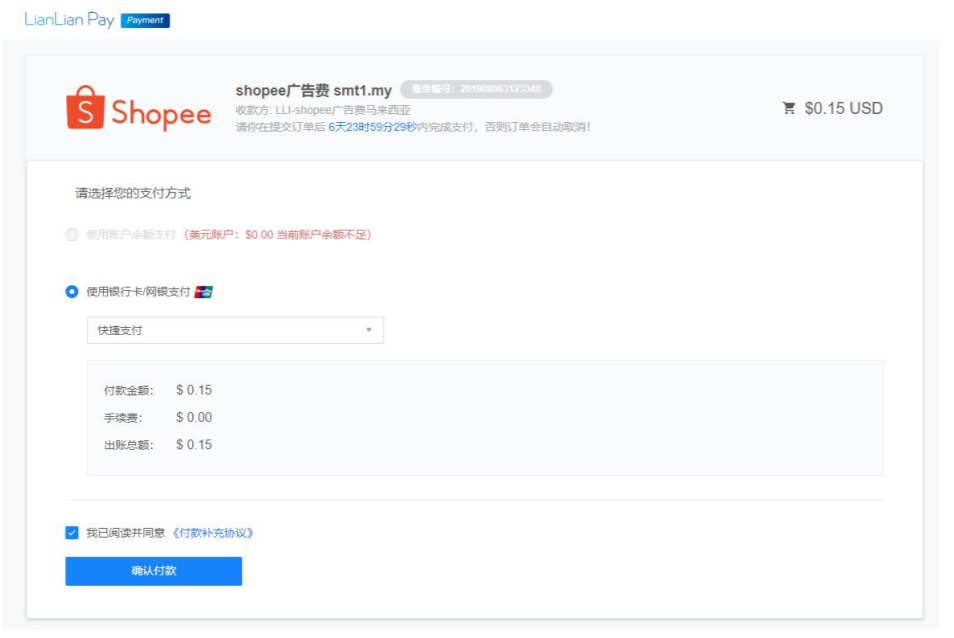 LianLian Pay Payment
Shopee
shopee广告费 smt1.my 账单编号：201908063123348
收款方: LLI-shopee广告费马来西亚
请你在提交订单后 6天23时59分29秒内完成支付，否则订单会自动取消！
$0.15 USD
请选择您的支付方式
使用账户余额支付（美元账户：$0.00 当前账户余额不足）
使用银行卡/网银支付
快捷支付
付款金额： $ 0.15
手续费： $ 0.00
出账总额： $ 0.15
我已阅读并同意《付款补充协议》
确认付款